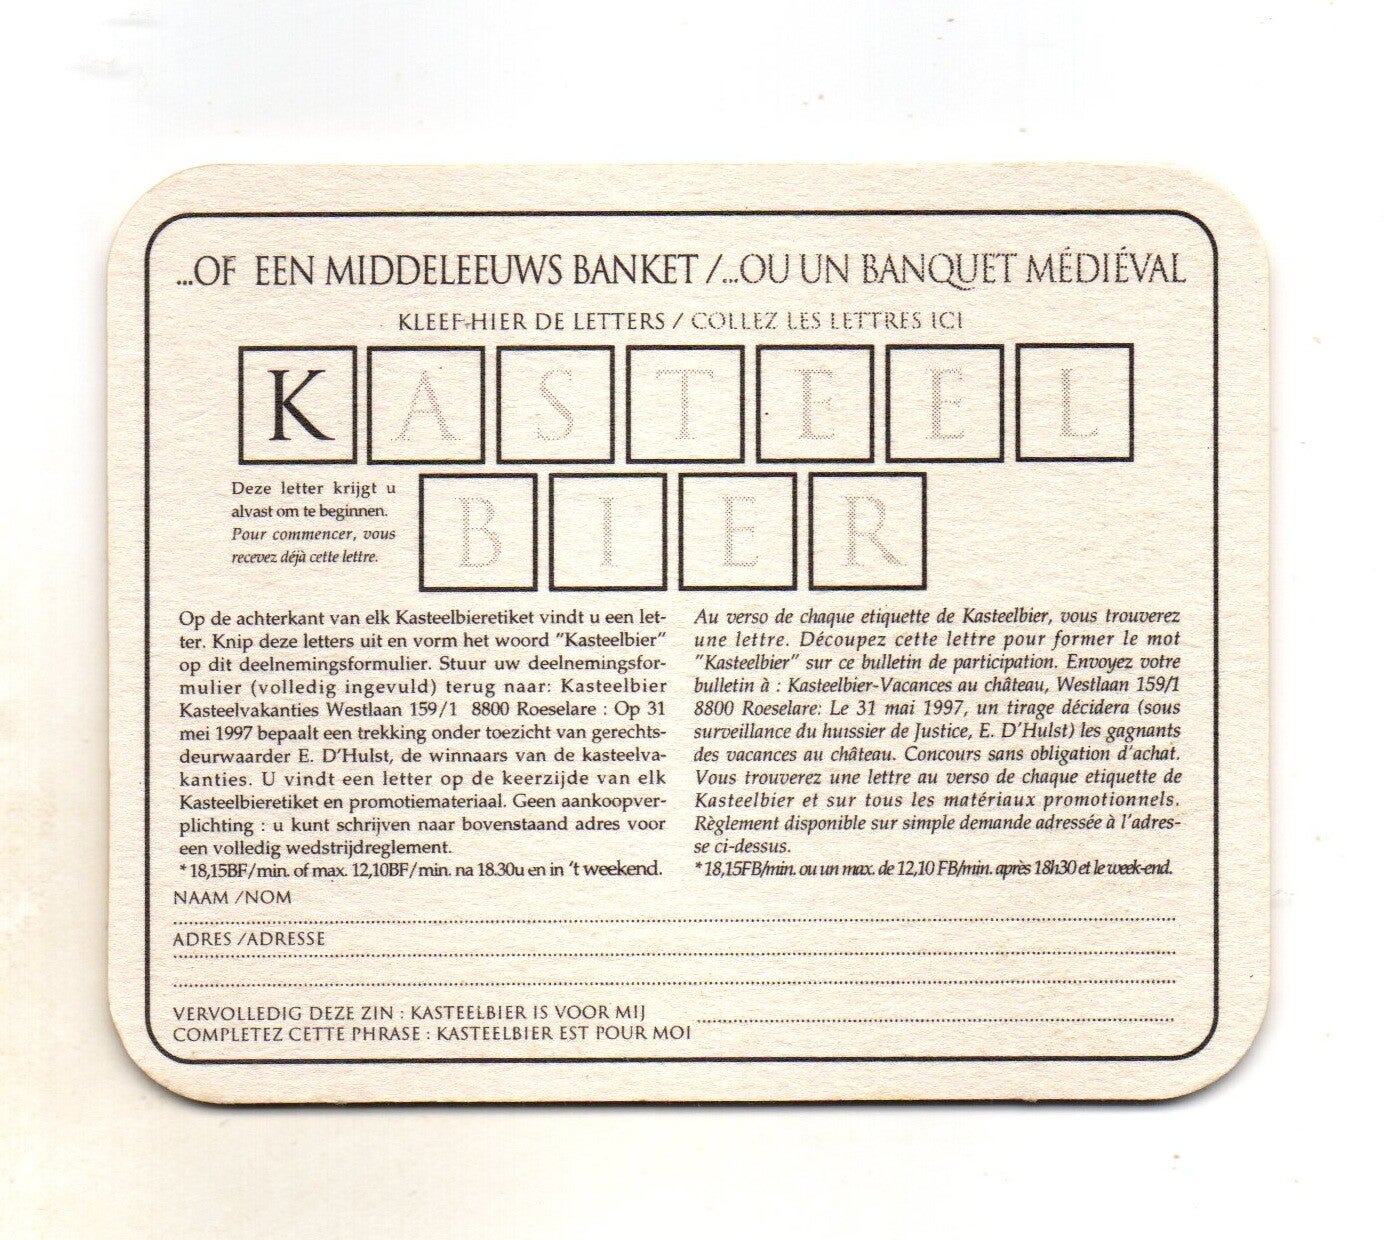 ...OF EEN MIDDELEEUWS BANKET /...OU UN BANQUET MÉDIÉVAL
KLEEF HIER DE LETTERS / COLLEZ LES LETTRES ICI
K A S T E E L
B I E R
Deze letter krijgt u
alvast om te beginnen.
Pour commencer, vous
recevez déjà cette lettre.
Op de achterkant van elk Kasteelbieretiket vindt u een let-
ter. Knip deze letters uit en vorm het woord "Kasteelbier"
op dit deelnemingsformulier. Stuur uw deelnemingsfor-
mulier (volledig ingevuld) terug naar: Kasteelbier
Kasteelvakanties Westlaan 159/1 8800 Roeselare : Op 31
mei 1997 bepaalt een trekking onder toezicht van gerechts-
deurwaarder E. D'Hulst, de winnaars van de kasteelva-
kanties. U vindt een letter op de keerzijde van elk
Kasteelbieretiket en promotiemateriaal. Geen aankoopver-
plichting : u kunt schrijven naar bovenstaand adres voor
een volledig wedstrijdreglement.
* 18,15BF/min. of max. 12,10BF/min. na 18.30u en in 't weekend.
Au verso de chaque etiquette de Kasteelbier, vous trouverez
une lettre. Découpez cette lettre pour former le mot
"Kasteelbier" sur ce bulletin de participation. Envoyez votre
bulletin à : Kasteelbier-Vacances au château, Westlaan 159/1
8800 Roeselare: Le 31 mai 1997, un tirage décidera (sous
surveillance du huissier de Justice, E. D'Hulst) les gagnants
des vacances au château. Concours sans obligation d'achat.
Vous trouverez une lettre au verso de chaque etiquette de
Kasteelbier et sur tous les matériaux promotionnels.
Règlement disponible sur simple demande adressée à l'adres-
se ci-dessus.
* 18,15FB/min. ou un max. de 12,10 FB/min. après 18h30 et le week-end.
NAAM /NOM
ADRES /ADRESSE
VERVOLLEDIG DEZE ZIN : KASTEELBIER IS VOOR MIJ
COMPLETEZ CETTE PHRASE : KASTEELBIER EST POUR MOI